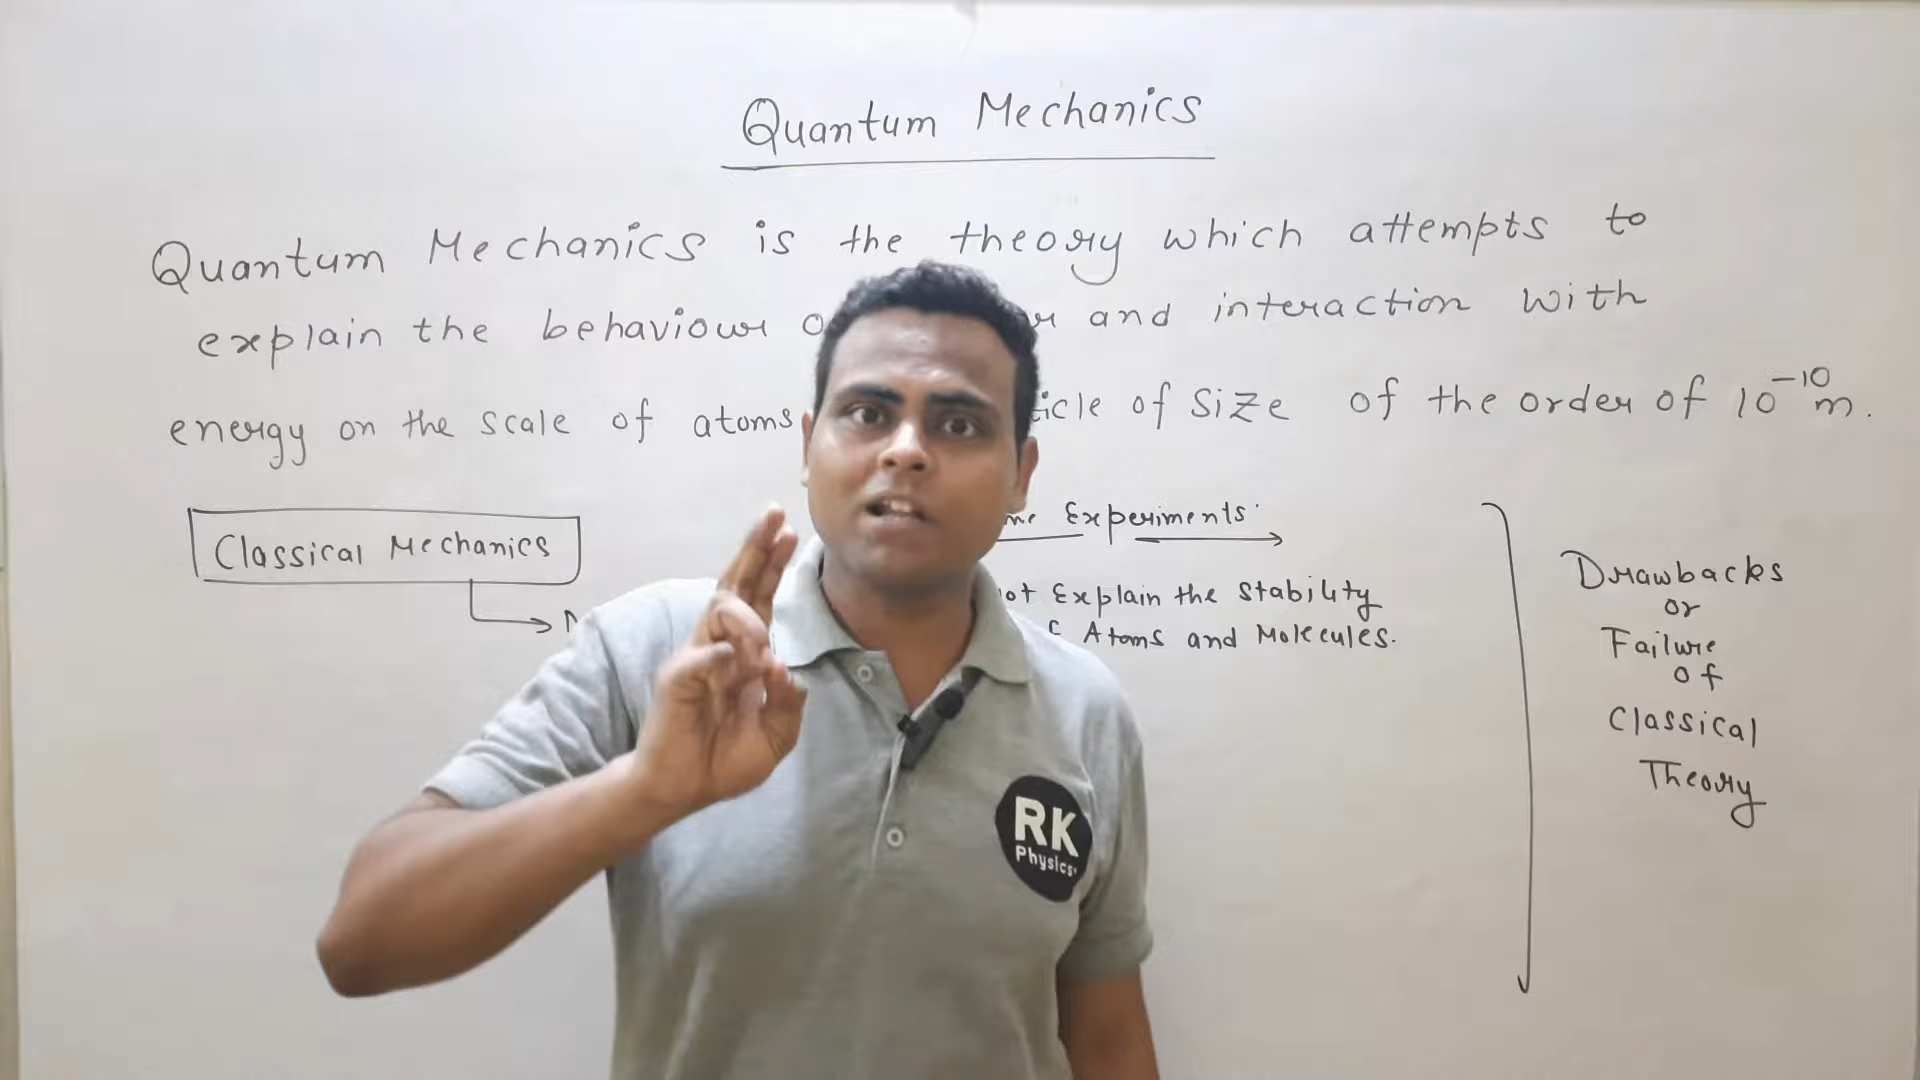 Quantum Mechanics
Quantum Mechanics is the theory which attempts to
explain the behaviour and interaction with
energy on the scale of atoms of size of the order of 10⁻¹⁰ m.
Classical Mechanics
Experiments
Explain the stability
Atoms and Molecules.
Drawbacks
or
Failure
of
Classical
Theory
RK
Physics